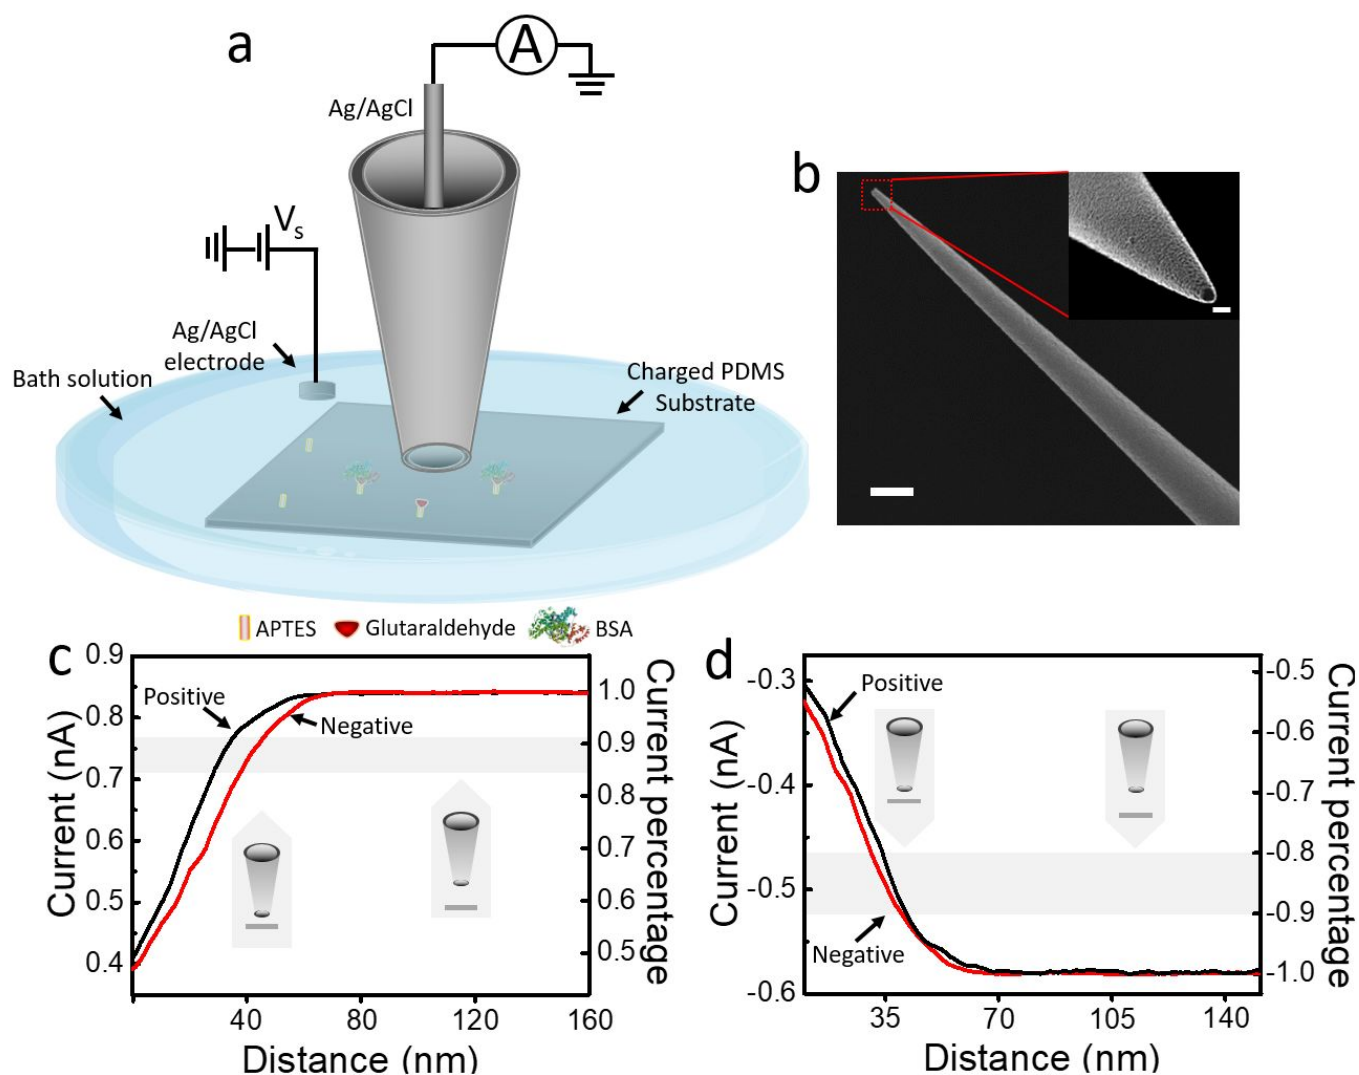 a
A
Ag/AgCl
Vs
Ag/AgCl
electrode
Bath solution
Charged PDMS
Substrate
APTES
Glutaraldehyde
BSA
b
c
Current (nA)
0.9
0.8
0.7
0.6
0.5
0.4
Positive
Negative
1.0
0.9
0.8
0.7
0.6
0.5
Current percentage
0
40
80
120
160
Distance (nm)
d
Current (nA)
-0.3
-0.4
-0.5
-0.6
Positive
Negative
-0.5
-0.6
-0.7
-0.8
-0.9
-1.0
Current percentage
35
70
105
140
Distance (nm)